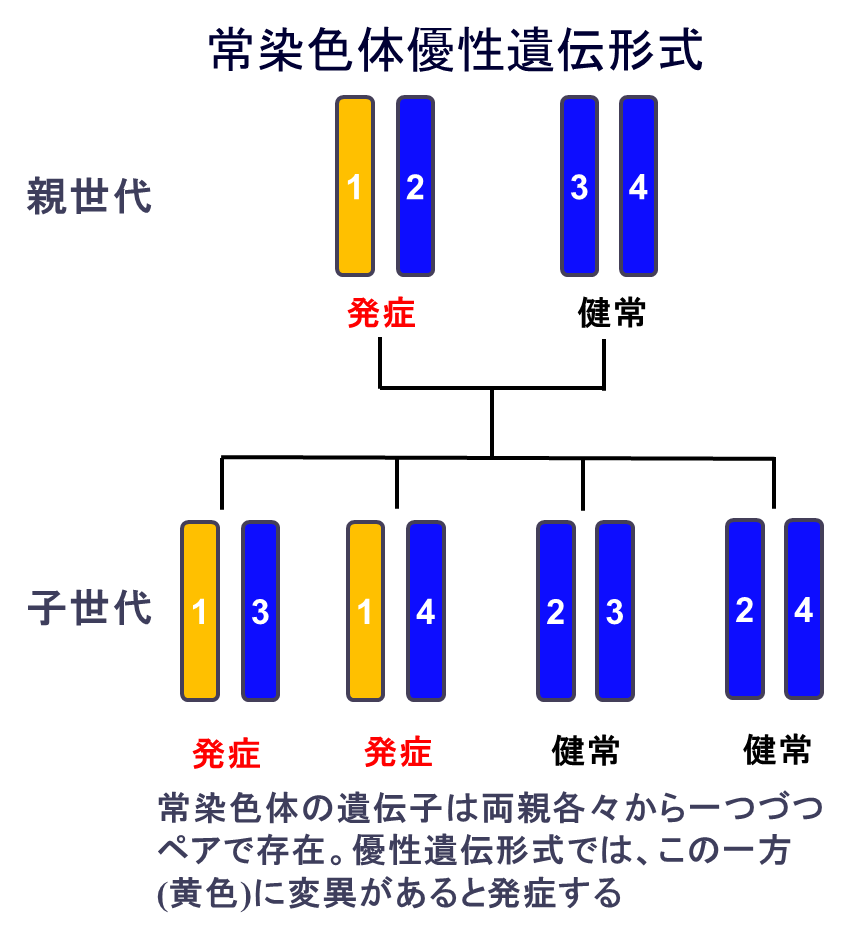 常染色体優性遺伝形式
親世代
1 2 3 4
発症 健常
子世代
1 3 1 4 2 3 2 4
発症 発症 健常 健常
常染色体の遺伝子は両親各々から一つづつ
ペアで存在。優性遺伝形式では、この一方
(黄色)に変異があると発症する